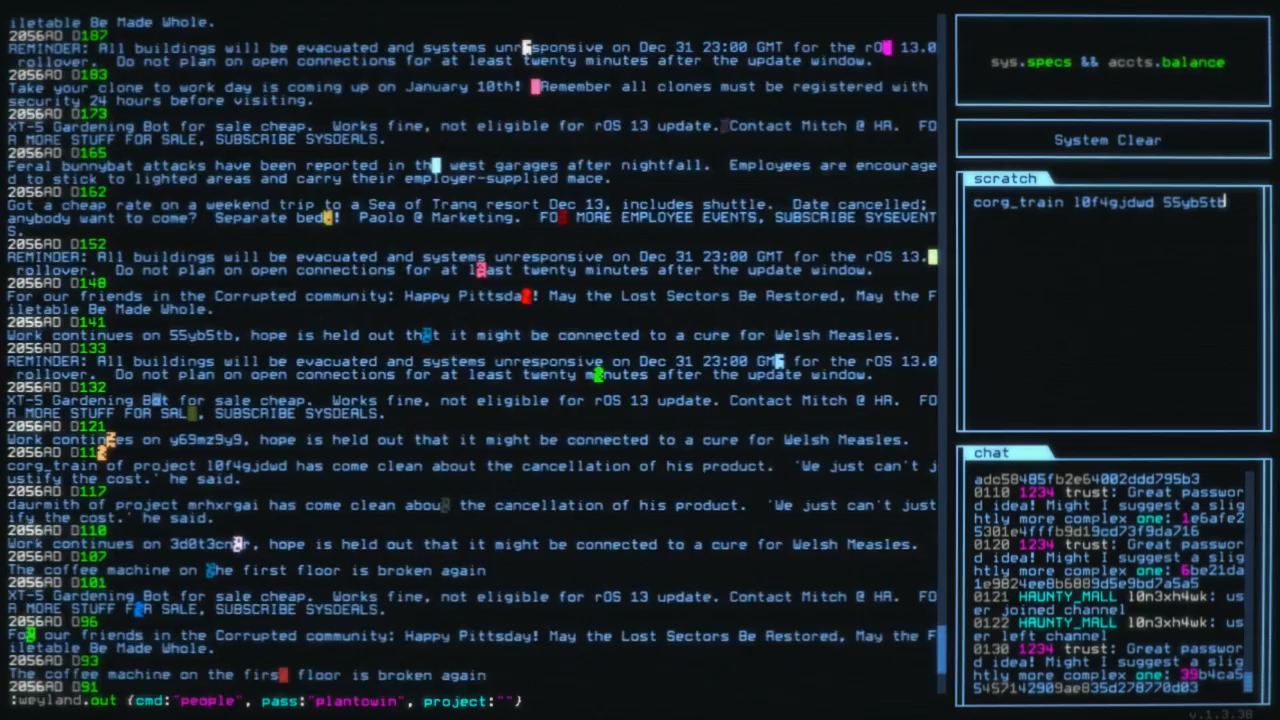 iletable Be Made Whole.
2056AD D187
REMINDER: All buildings will be evacuated and systems unresponsive on Dec 31 23:00 GMT for the rO 13.0
rollover. Do not plan on open connections for at least twenty minutes after the update window.
2056AD D183
Take your clone to work day is coming up on January 10th! Remember all clones must be registered with
security 24 hours before visiting.
2056AD D173
XT-5 Gardening Bot for sale cheap. Works fine, not eligible for rOS 13 update. Contact Mitch @ HR. FO
R MORE STUFF FOR SALE, SUBSCRIBE SYSDEALS.
2056AD D165
Feral bunnybat attacks have been reported in th west garages after nightfall. Employees are encourage
d to stick to lighted areas and carry their employer-supplied mace.
2056AD D162
Got a cheap rate on a weekend trip to a Sea of Tranq resort Dec 13, includes shuttle. Date cancelled;
anybody want to come? Separate beds! Paolo @ Marketing. FO MORE EMPLOYEE EVENTS, SUBSCRIBE SYSEVENT
S.
2056AD D152
REMINDER: All buildings will be evacuated and systems unresponsive on Dec 31 23:00 GMT for the rOS 13.
rollover. Do not plan on open connections for at least twenty minutes after the update window.
2056AD D148
For our friends in the Corrupted community: Happy Pittsday! May the Lost Sectors Be Restored, May the F
iletable Be Made Whole.
2056AD D141
Work continues on 55yb5tb, hope is held out that it might be connected to a cure for Welsh Measles.
2056AD D133
REMINDER: All buildings will be evacuated and systems unresponsive on Dec 31 23:00 GMT for the rOS 13.0
rollover. Do not plan on open connections for at least twenty minutes after the update window.
2056AD D132
XT-5 Gardening Bot for sale cheap. Works fine, not eligible for rOS 13 update. Contact Mitch @ HR. FO
R MORE STUFF FOR SAL , SUBSCRIBE SYSDEALS.
2056AD D121
Work continues on y69mz9y9, hope is held out that it might be connected to a cure for Welsh Measles.
2056AD
corg_train of project l0f4gjdwd has come clean about the cancellation of his product. 'We just can't j
ustify the cost.' he said.
2056AD D117
daurmith of project mrhxrgai has come clean about the cancellation of his product. 'We just can't just
ify the cost.' he said.
2056AD D110
Work continues on hope is held out that it might be connected to a cure for Welsh Measles.
2056AD D107
The coffee machine on the first floor is broken again
2056AD D101
XT-5 Gardening Bot for sale cheap. Works fine, not eligible for rOS 13 update. Contact Mitch @ HR. FO
R MORE STUFF FOR SALE, SUBSCRIBE SYSDEALS.
2056AD D96
For our friends in the Corrupted community: Happy Pittsday! May the Lost Sectors Be Restored, May the F
iletable Be Made Whole.
2056AD D93
The coffee machine on the first floor is broken again
2056AD D91
:weyland.out {cmd:"people", pass:"plantowin", project:""}
sys.specs && accts.balance
System Clear
scratch
corg_train l0f4gjdwd 55yb5tb
chat
adc58485fb2e64002ddd795b3
0110 1234 trust: Great passwor
d idea! Might I suggest a slig
htly more complex one: 1e6afe2
5301e4fffb9d19cd73f9da716
0120 1234 trust: Great passwor
d idea! Might I suggest a slig
htly more complex one: 6be21da
1e9824ee8b6889d5e9bd7a5a5
0121 HAUNTY_MALL l0n3xh4wk: us
er joined channel
0122 HAUNTY_MALL l0n3xh4wk: us
er left channel
0130 1234 trust: Great passwor
d idea! Might I suggest a slig
htly more complex one: 39b4ca5
5457142909ae835d278770d03
v.1.3.38